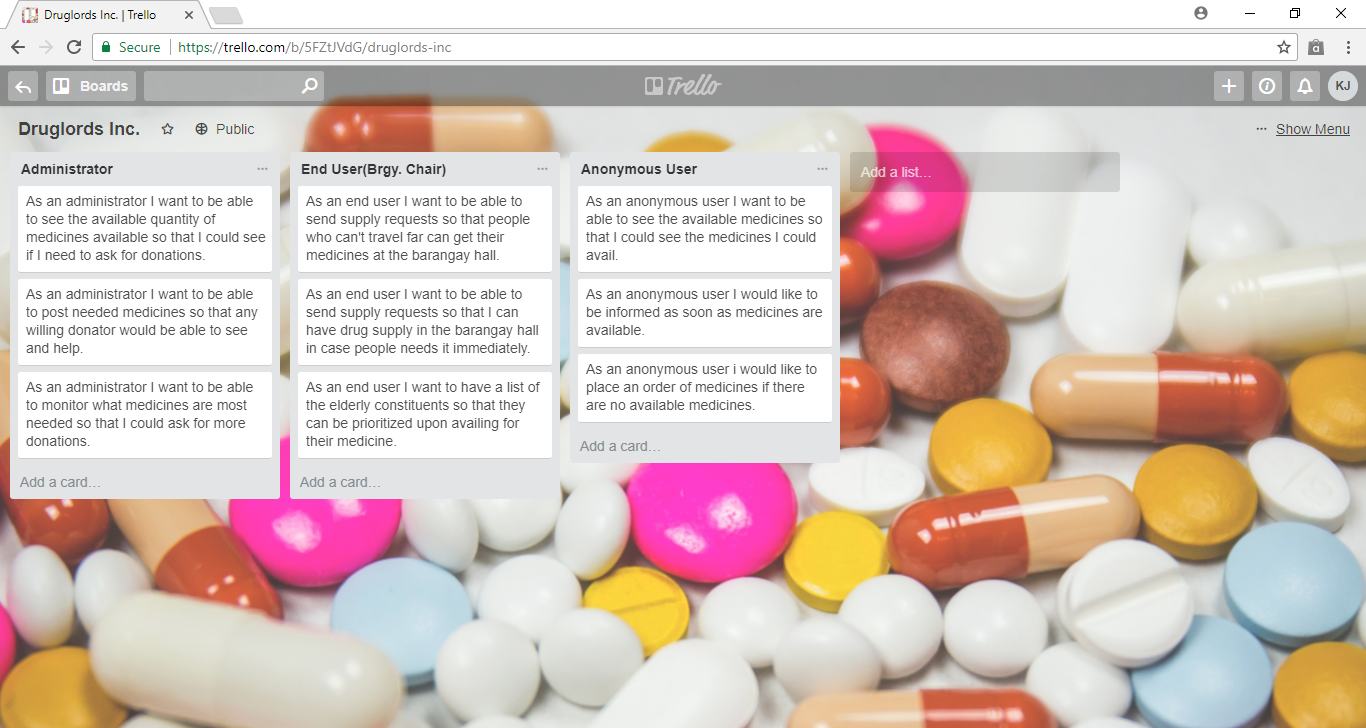 Druglords Inc. | Trello
Secure
https://trello.com/b/5FZtJVdG/druglords-inc
Boards
Trello
KJ
Druglords Inc.
Public
Show Menu
Administrator
As an administrator I want to be able
to see the available quantity of
medicines available so that I could see
if I need to ask for donations.
As an administrator I want to be able
to post needed medicines so that any
willing donator would be able to see
and help.
As an administrator I want to be able
to monitor what medicines are most
needed so that I could ask for more
donations.
Add a card…
End User(Brgy. Chair)
As an end user I want to be able to
send supply requests so that people
who can't travel far can get their
medicines at the barangay hall.
As an end user I want to be able to
send supply requests so that I can
have drug supply in the barangay hall
in case people needs it immediately.
As an end user I want to have a list of
the elderly constituents so that they
can be prioritized upon availing for
their medicine.
Add a card…
Anonymous User
As an anonymous user I want to be
able to see the available medicines so
that I could see the medicines I could
avail.
As an anonymous user I would like to
be informed as soon as medicines are
available.
As an anonymous user i would like to
place an order of medicines if there
are no available medicines.
Add a card…
Add a list…